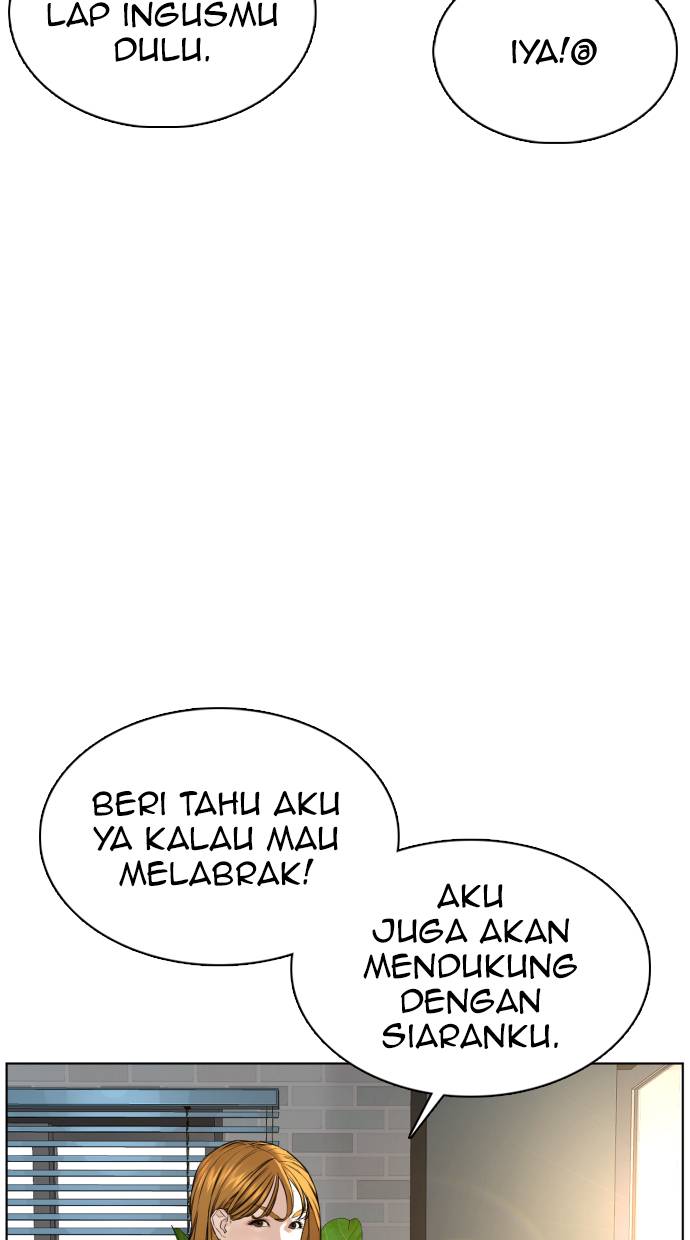 LAP INGUSMU
DULU.
IYA!@
BERI TAHU AKU
YA KALAU MAU
MELABRAK!
AKU
JUGA AKAN
MENDUKUNG
DENGAN
SIARANKU.